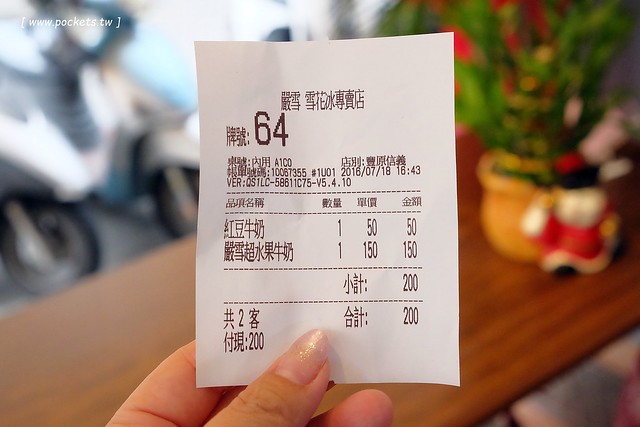 [ www.pockets.tw ]
嚴雪 雪花冰專賣店
牌號: 64
桌號:內用 A1C0 店別:豐原信義
帳單號碼:10067355 #1U01 2016/07/18 16:43
VER:QS1LC-58611C75-V5.4.10
品項名稱 數量 單價 金額
紅豆牛奶 1 50 50
嚴雪超水果牛奶 1 150 150
小計: 200
共 2 客 合計: 200
付現:200